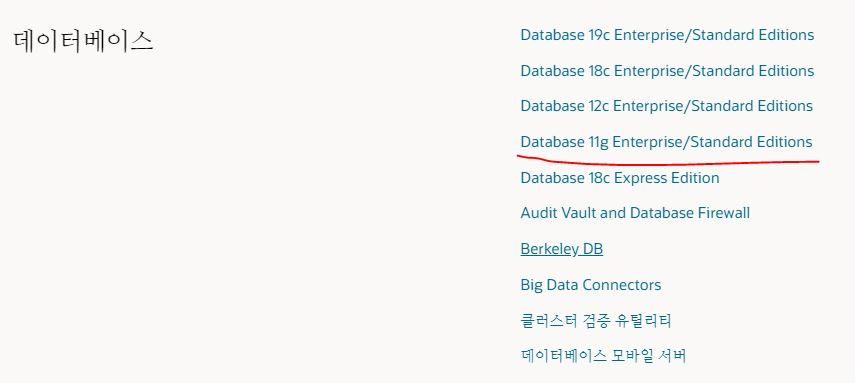 데이터베이스
Database 19c Enterprise/Standard Editions
Database 18c Enterprise/Standard Editions
Database 12c Enterprise/Standard Editions
Database 11g Enterprise/Standard Editions
Database 18c Express Edition
Audit Vault and Database Firewall
Berkeley DB
Big Data Connectors
클러스터 검증 유틸리티
데이터베이스 모바일 서버